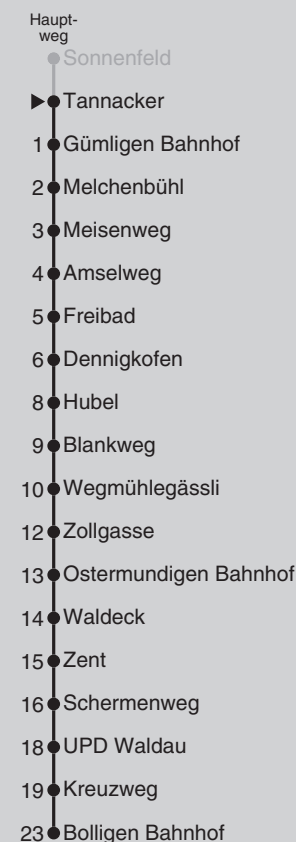 Haupt-
weg
Sonnenfeld
Tannacker
1 Gümligen Bahnhof
2 Melchenbühl
3 Meisenweg
4 Amselweg
5 Freibad
6 Dennigkofen
8 Hubel
9 Blankweg
10 Wegmühlegässli
12 Zollgasse
13 Ostermundigen Bahnhof
14 Waldeck
15 Zent
16 Schermenweg
18 UPD Waldau
19 Kreuzweg
23 Bolligen Bahnhof